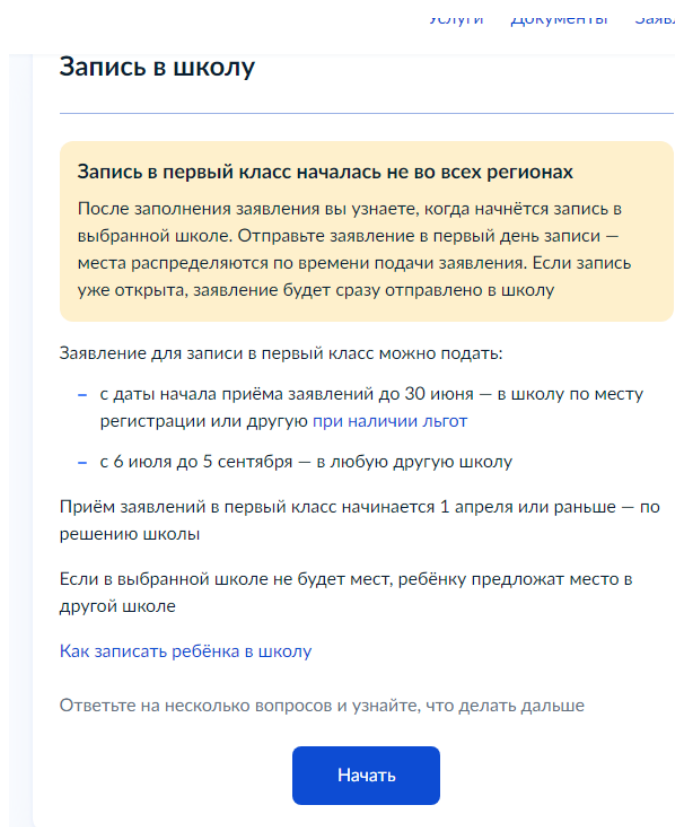 Услуги Документы
Запись в школу
Запись в первый класс началась не во всех регионах
После заполнения заявления вы узнаете, когда начнётся запись в
выбранной школе. Отправьте заявление в первый день записи —
места распределяются по времени подачи заявления. Если запись
уже открыта, заявление будет сразу отправлено в школу
Заявление для записи в первый класс можно подать:
– с даты начала приёма заявлений до 30 июня — в школу по месту
регистрации или другую при наличии льгот
– с 6 июля до 5 сентября — в любую другую школу
Приём заявлений в первый класс начинается 1 апреля или раньше — по
решению школы
Если в выбранной школе не будет мест, ребёнку предложат место в
другой школе
Как записать ребёнка в школу
Ответьте на несколько вопросов и узнайте, что делать дальше
Начать